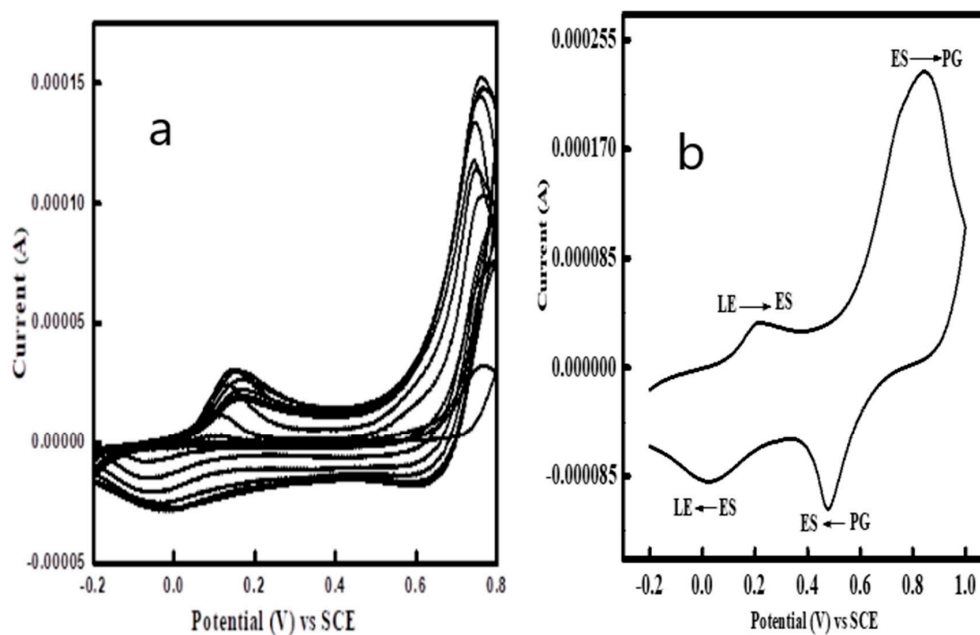 a
0.00015
0.00010
0.00005
0.00000
-0.00005
Current (A)
-0.2 0.0 0.2 0.4 0.6 0.8
Potential (V) vs SCE
b
0.000255
0.000170
0.000085
0.000000
-0.000085
Current (A)
ES→PG
LE→ES
LE←ES
ES←PG
-0.2 0.0 0.2 0.4 0.6 0.8 1.0
Potential (V) vs SCE